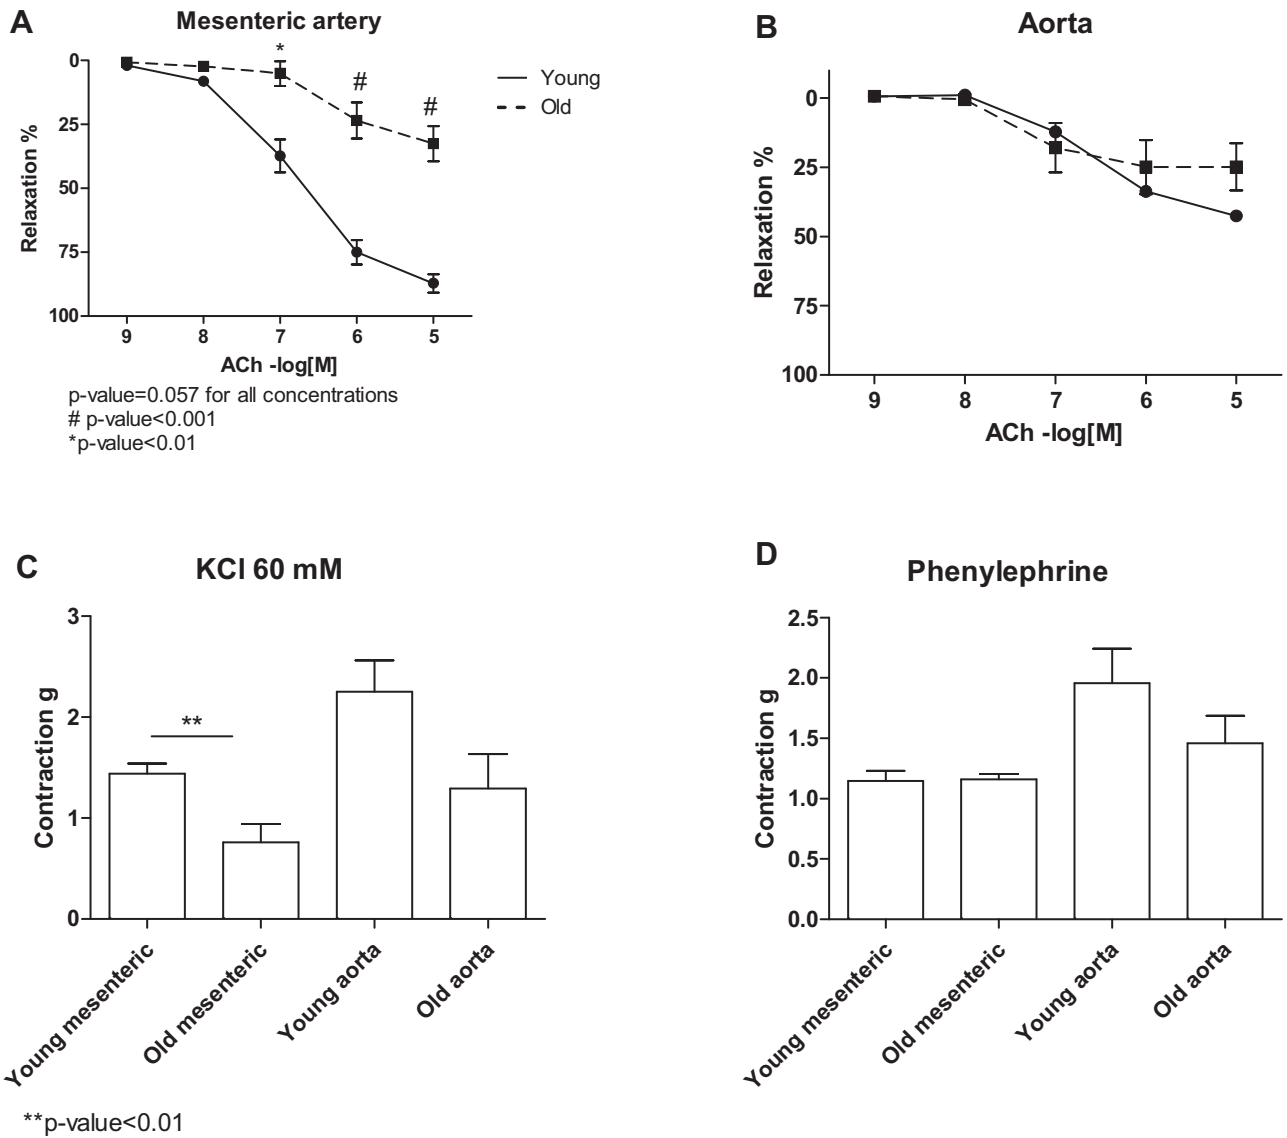 A
Mesenteric artery
0
25
50
75
100
Relaxation %
*
#
#
9 8 7 6 5
ACh -log[M]
Young
Old
p-value=0.057 for all concentrations
# p-value<0.001
*p-value<0.01
B
Aorta
0
25
50
75
100
Relaxation %
9 8 7 6 5
ACh -log[M]
C
KCl 60 mM
3
2
1
0
Contraction g
**
Young mesenteric
Old mesenteric
Young aorta
Old aorta
**p-value<0.01
D
Phenylephrine
2.5
2.0
1.5
1.0
0.5
0.0
Contraction g
Young mesenteric
Old mesenteric
Young aorta
Old aorta